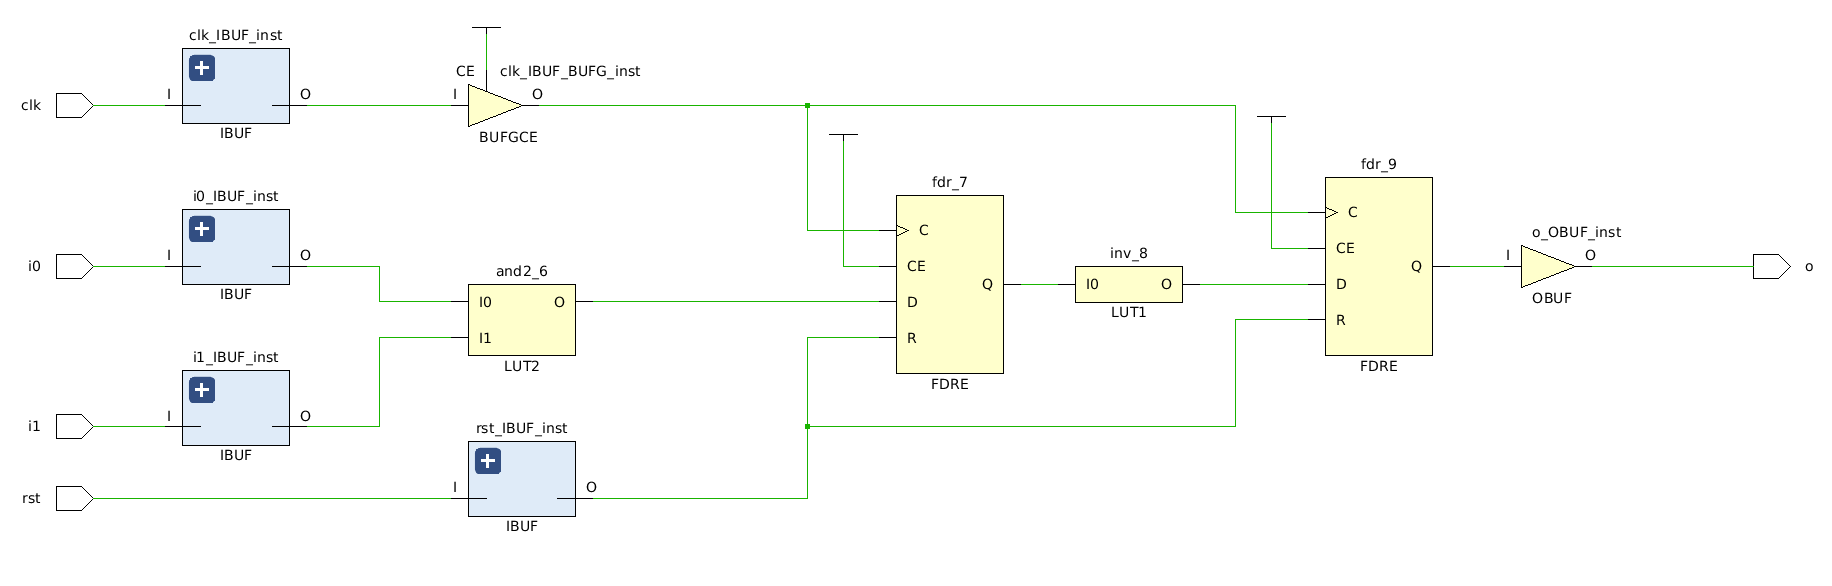 clk_IBUF_inst
CE
clk_IBUF_BUFG_inst
clk
I
O
I
O
IBUF
BUFGCE
i0_IBUF_inst
i0
I
O
IBUF
and2_6
I0
O
I1
LUT2
i1_IBUF_inst
i1
I
O
IBUF
rst_IBUF_inst
rst
I
O
IBUF
fdr_7
C
CE
D
Q
R
FDRE
inv_8
I0
O
LUT1
fdr_9
C
CE
Q
D
R
FDRE
o_OBUF_inst
I
O
OBUF
o